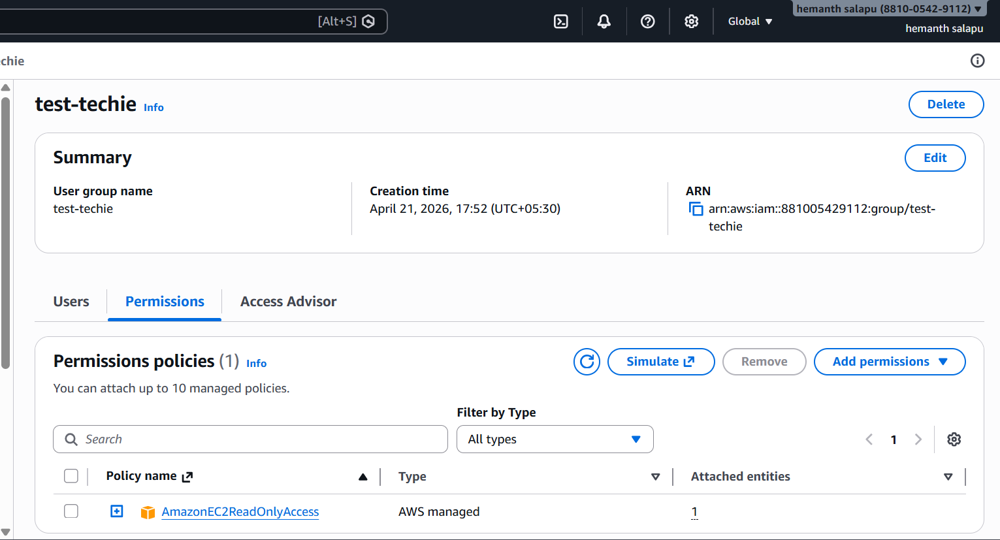 [Alt+S]
Global
hemanth salapu (8810-0542-9112)
hemanth salapu
chie
test-techie Info
Delete
Summary
Edit
User group name
test-techie
Creation time
April 21, 2026, 17:52 (UTC+05:30)
ARN
arn:aws:iam::881005429112:group/test-
techie
Users
Permissions
Access Advisor
Permissions policies (1) Info
Simulate
Remove
Add permissions
You can attach up to 10 managed policies.
Filter by Type
Search
All types
1
Policy name
Type
Attached entities
AmazonEC2ReadOnlyAccess
AWS managed
1